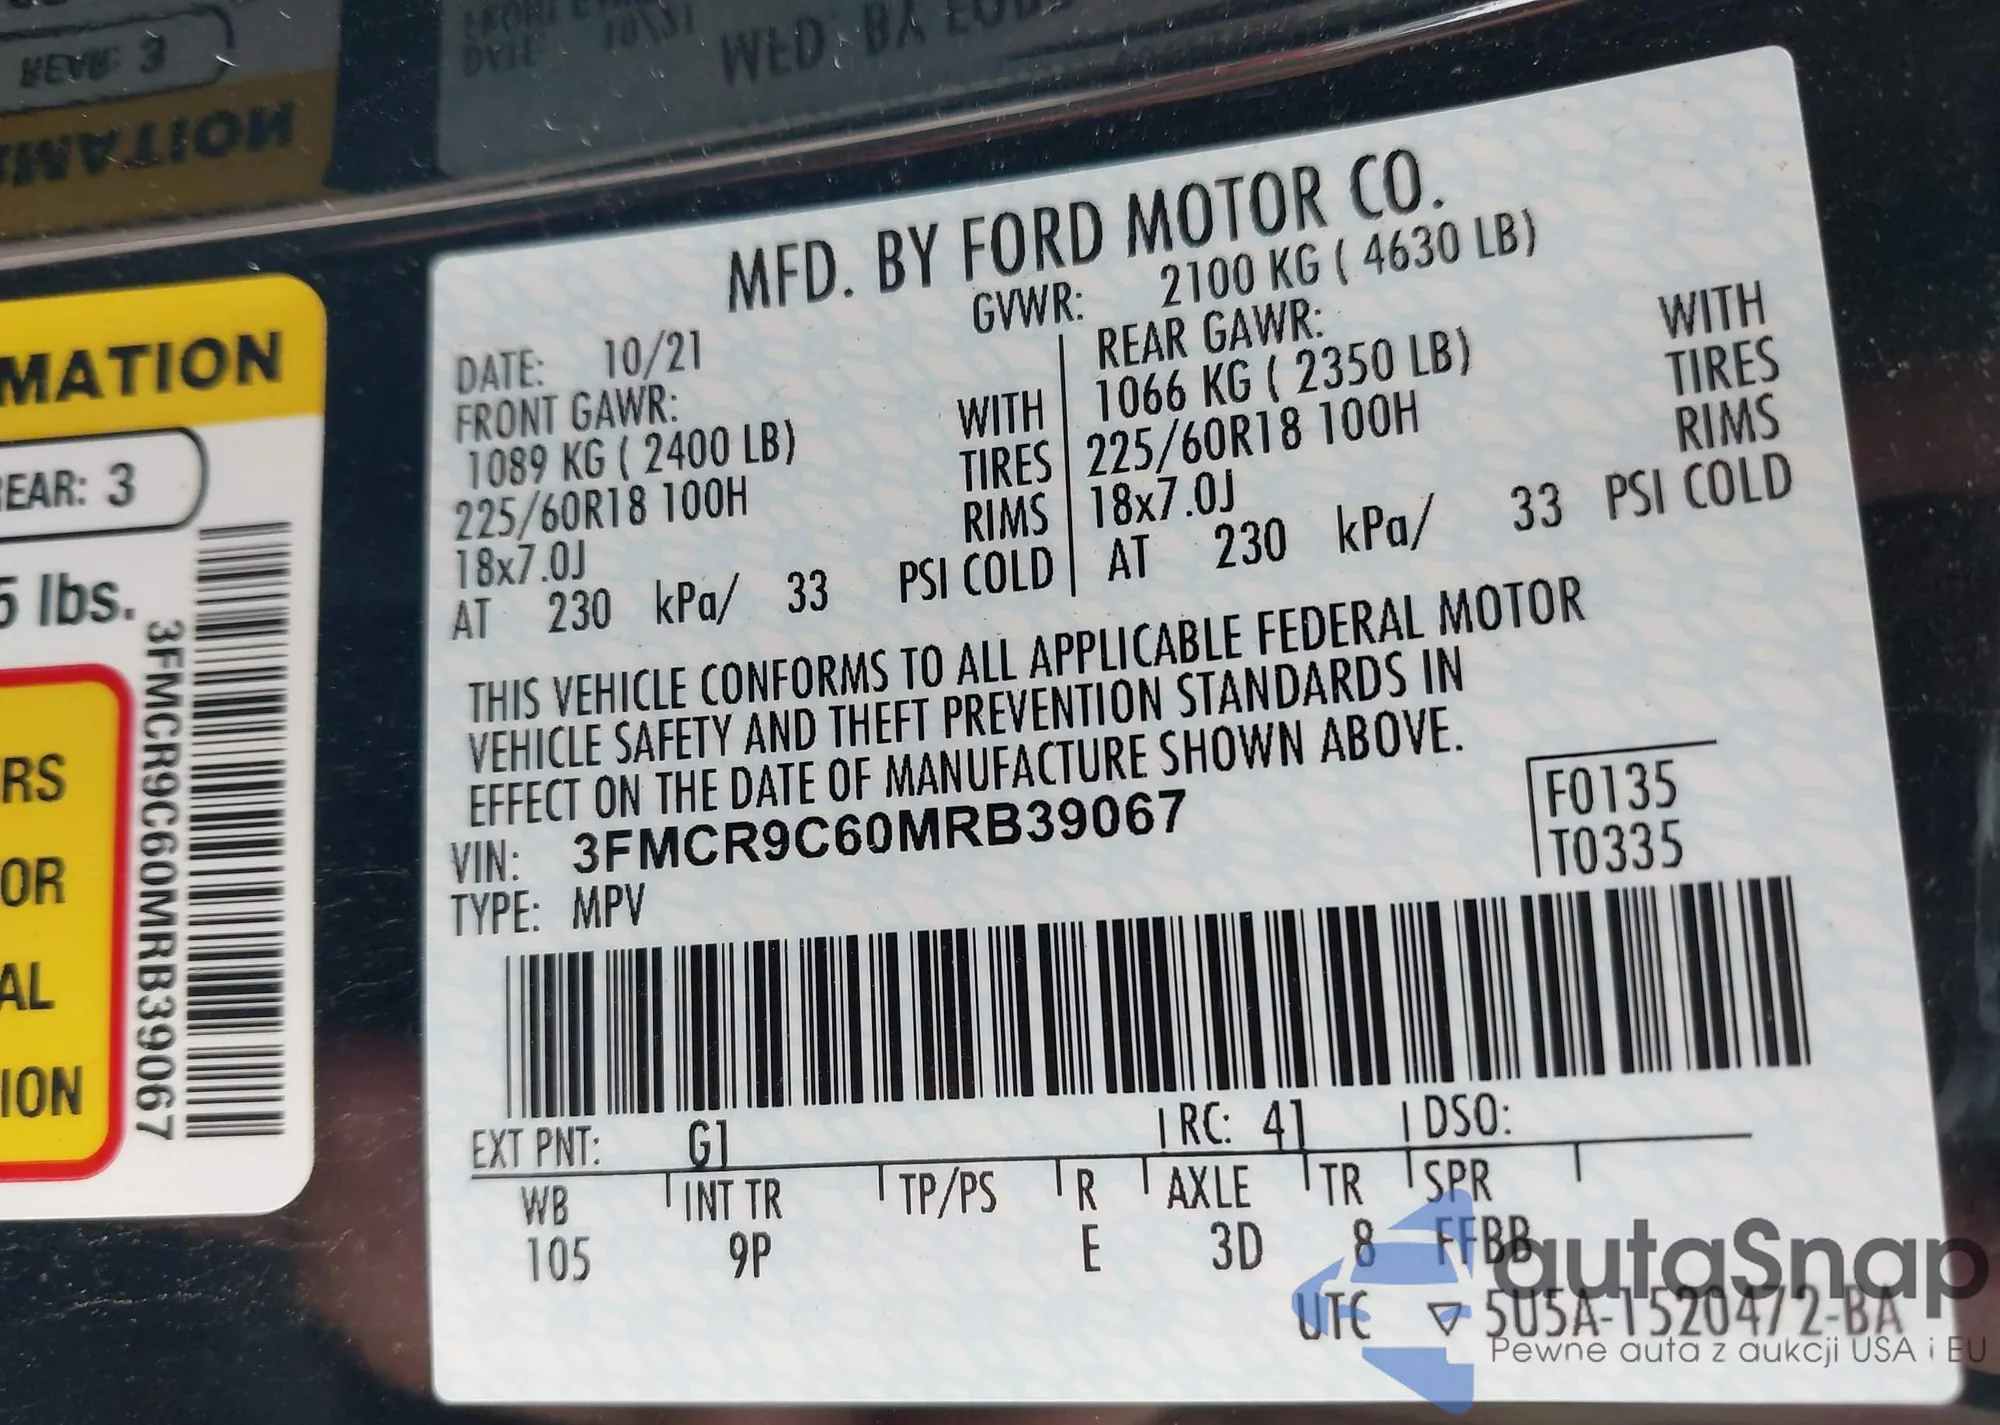 REAR: 3
MATION
REAR: 3
5 lbs.
RS
OR
AL
ION
3FMCR9C60MRB39067
MFD. BY FORD MOTOR CO.
GVWR: 2100 KG ( 4630 LB)
DATE: 10/21
FRONT GAWR:
1089 KG ( 2400 LB) WITH
225/60R18 100H TIRES
18x7.0J RIMS
AT 230 kPa/ 33 PSI COLD
REAR GAWR: WITH
1066 KG ( 2350 LB) TIRES
225/60R18 100H RIMS
18x7.0J
AT 230 kPa/ 33 PSI COLD
THIS VEHICLE CONFORMS TO ALL APPLICABLE FEDERAL MOTOR
VEHICLE SAFETY AND THEFT PREVENTION STANDARDS IN
EFFECT ON THE DATE OF MANUFACTURE SHOWN ABOVE.
F0135
T0335
VIN: 3FMCR9C60MRB39067
TYPE: MPV
EXT PNT: G1 RC: 41 DSO:
WB INT TR TP/PS R AXLE TR SPR
105 9P E 3D 8 FFBB
UTC ▽ 5U5A-1520472-BA
autaSnap
Pewne auta z aukcji USA i EU